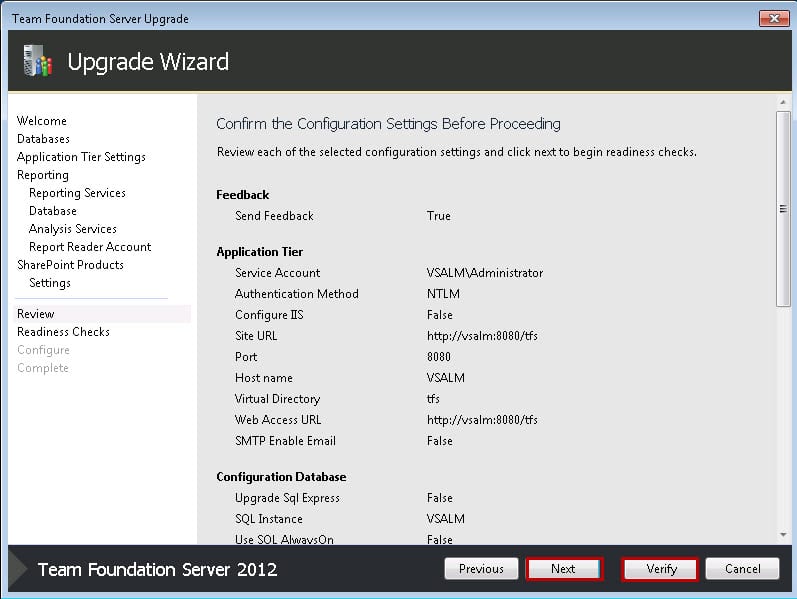 Team Foundation Server Upgrade
Upgrade Wizard
Welcome
Databases
Application Tier Settings
Reporting
Reporting Services
Database
Analysis Services
Report Reader Account
SharePoint Products
Settings
Review
Readiness Checks
Configure
Complete
Confirm the Configuration Settings Before Proceeding
Review each of the selected configuration settings and click next to begin readiness checks.
Feedback
Send Feedback True
Application Tier
Service Account VSALM\Administrator
Authentication Method NTLM
Configure IIS False
Site URL http://vsalm:8080/tfs
Port 8080
Host name VSALM
Virtual Directory tfs
Web Access URL http://vsalm:8080/tfs
SMTP Enable Email False
Configuration Database
Upgrade Sql Express False
SQL Instance VSALM
Use SQL AlwaysOn False
Team Foundation Server 2012
Previous Next Verify Cancel